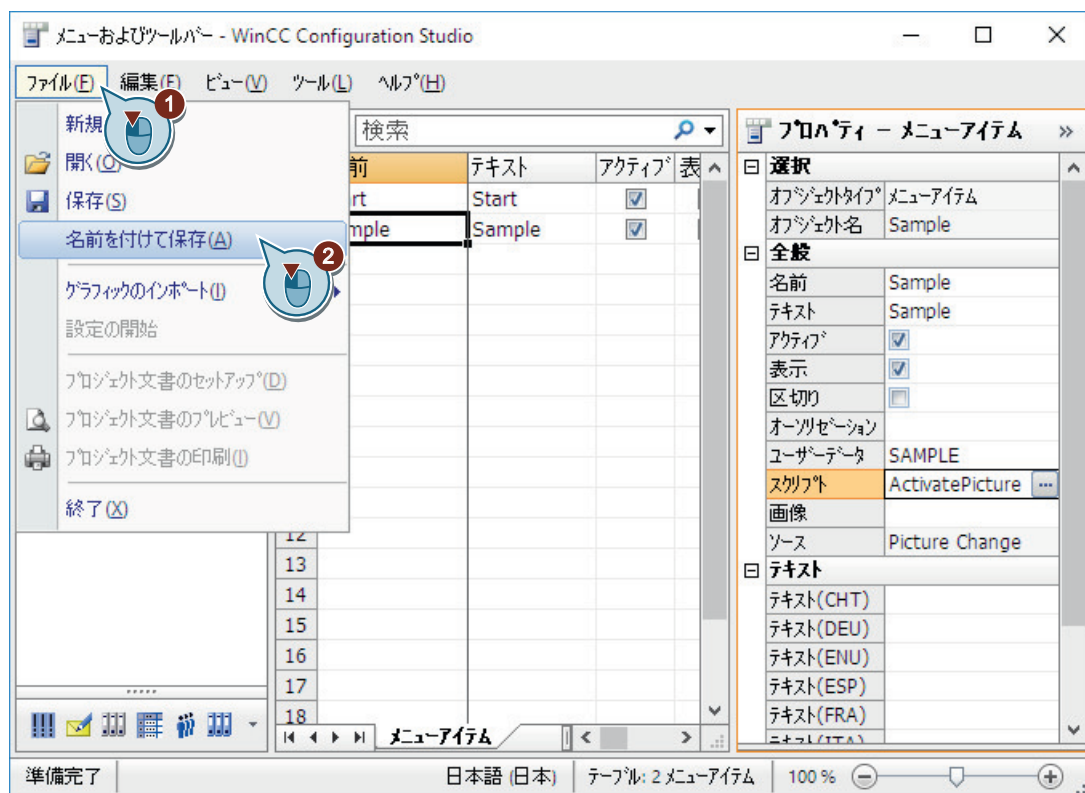 メニューおよびツールバー - WinCC Configuration Studio
ファイル(F) 編集(E) ビュー(V) ツール(L) ヘルプ(H)
1
新規
開く(O)
保存(S)
名前を付けて保存(A)
2
グラフィックのインポート(I)
設定の開始
プロジェクト文書のセットアップ(D)
プロジェクト文書のプレビュー(V)
プロジェクト文書の印刷(I)
終了(X)
検索
前 テキスト アクティブ 表
rt Start
mple Sample
12
13
14
15
16
17
18
メニューアイテム
プロパティ - メニューアイテム »
選択
オブジェクトタイプ メニューアイテム
オブジェクト名 Sample
全般
名前 Sample
テキスト Sample
アクティブ
表示
区切り
オーソリゼーション
ユーザーデータ SAMPLE
スクリプト ActivatePicture ...
画像
ソース Picture Change
テキスト
テキスト(CHT)
テキスト(DEU)
テキスト(ENU)
テキスト(ESP)
テキスト(FRA)
テキスト(ITA)
準備完了 日本語 (日本) テーブル: 2 メニューアイテム 100 %